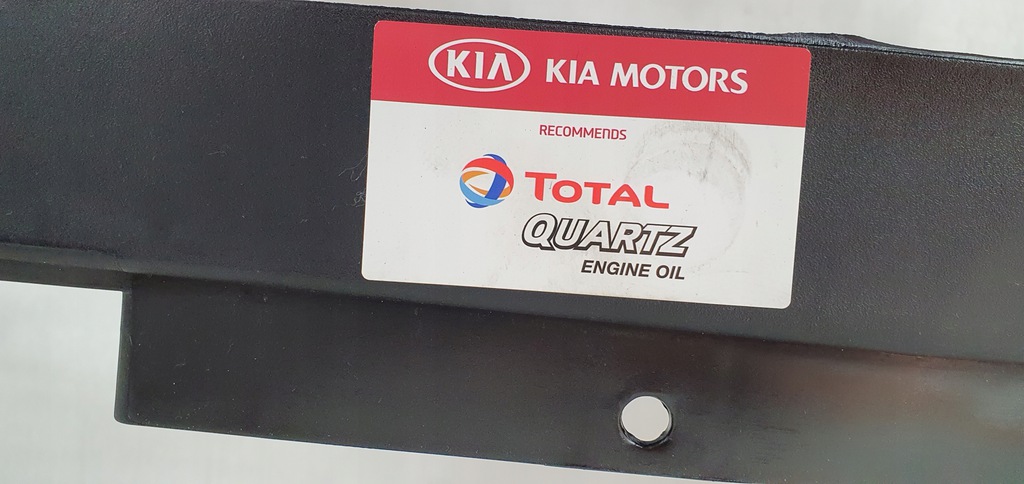 KIA KIA MOTORS
RECOMMENDS
TOTAL
QUARTZ
ENGINE OIL